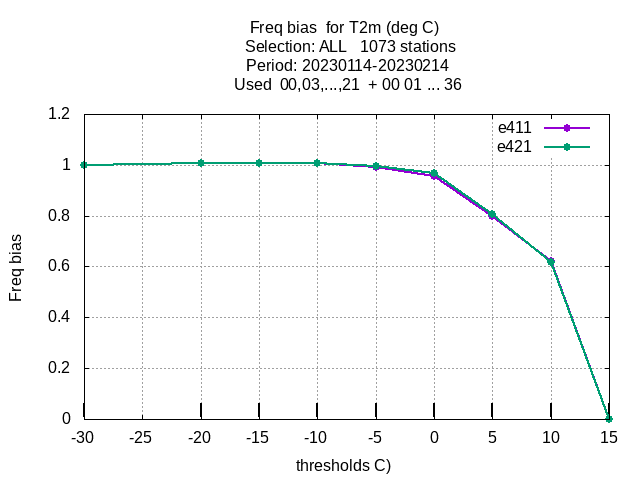 Freq bias  for T2m (deg C)
Selection: ALL   1073 stations
Period: 20230114-20230214
Used  00,03,...,21  + 00 01 ... 36
e411
e421
1.2
1
0.8
0.6
0.4
0.2
0
Freq bias
-30 -25 -20 -15 -10 -5 0 5 10 15
thresholds C)